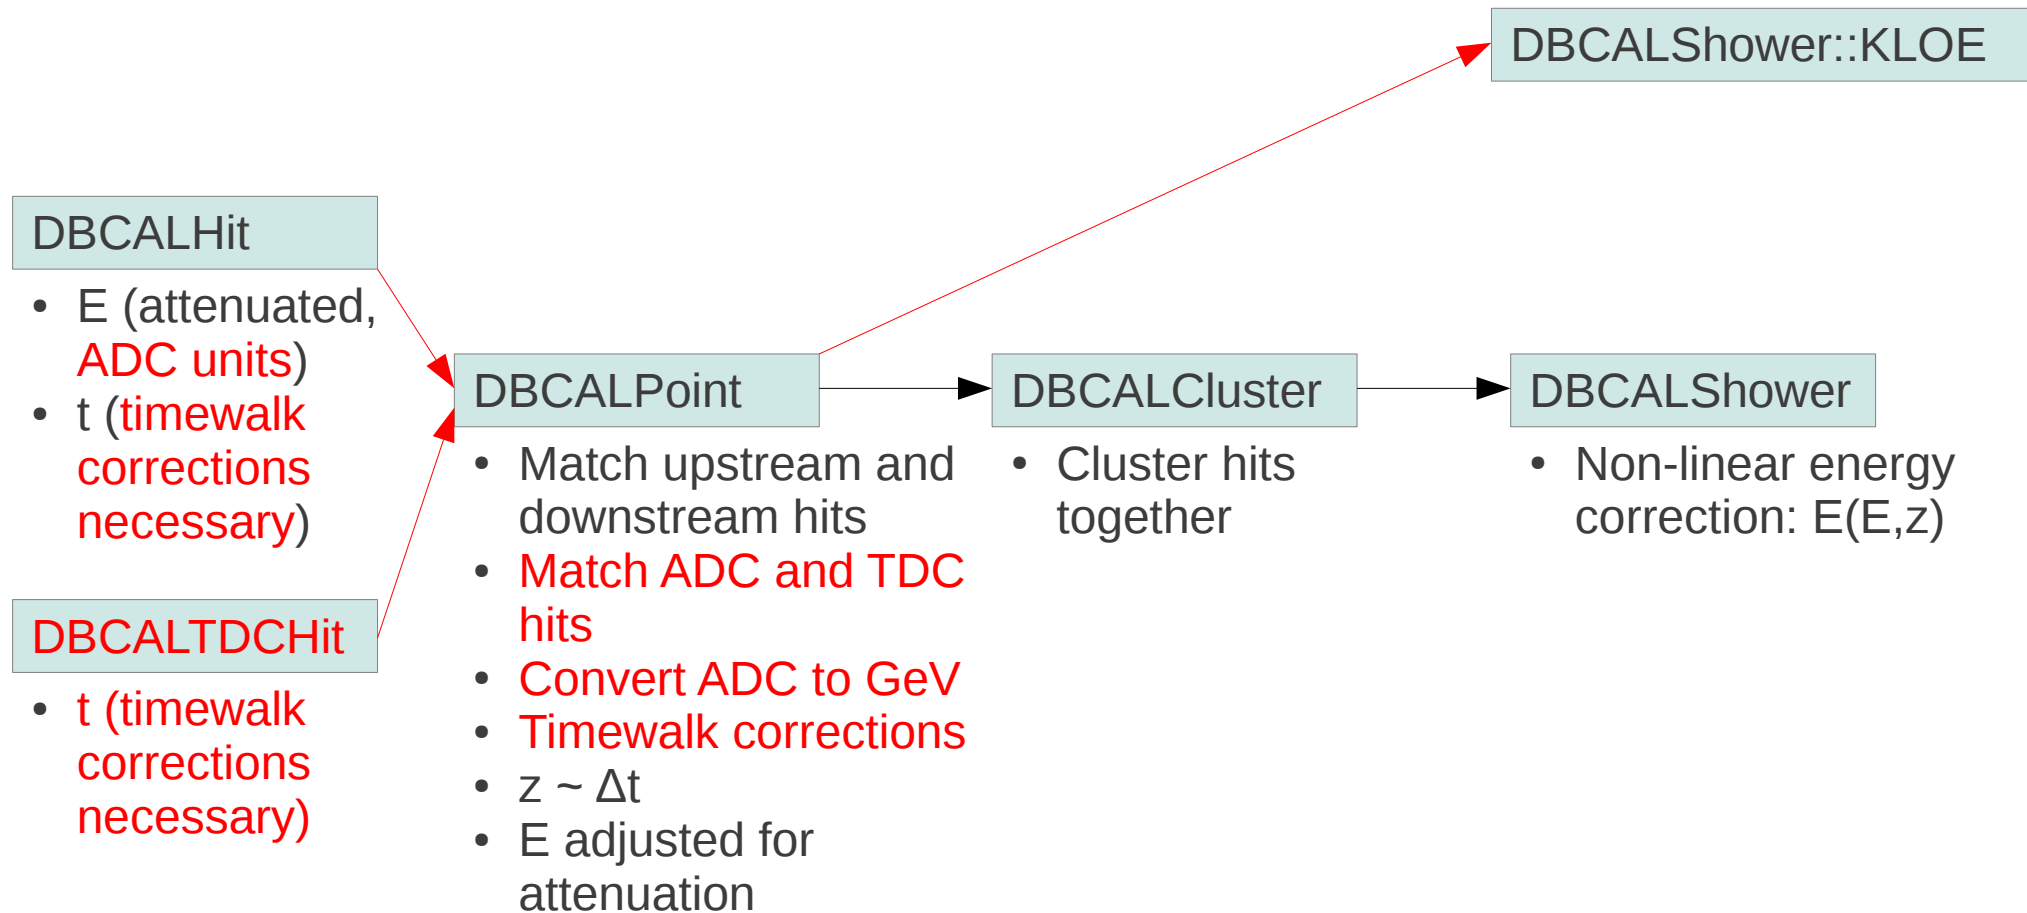 DBCALShower::KLOE
DBCALHit
• E (attenuated,
ADC units)
• t (timewalk
corrections
necessary)
DBCALTDCHit
• t (timewalk
corrections
necessary)
DBCALPoint
• Match upstream and
downstream hits
• Match ADC and TDC
hits
• Convert ADC to GeV
• Timewalk corrections
• z ~ Δt
• E adjusted for
attenuation
DBCALCluster
• Cluster hits
together
DBCALShower
• Non-linear energy
correction: E(E,z)